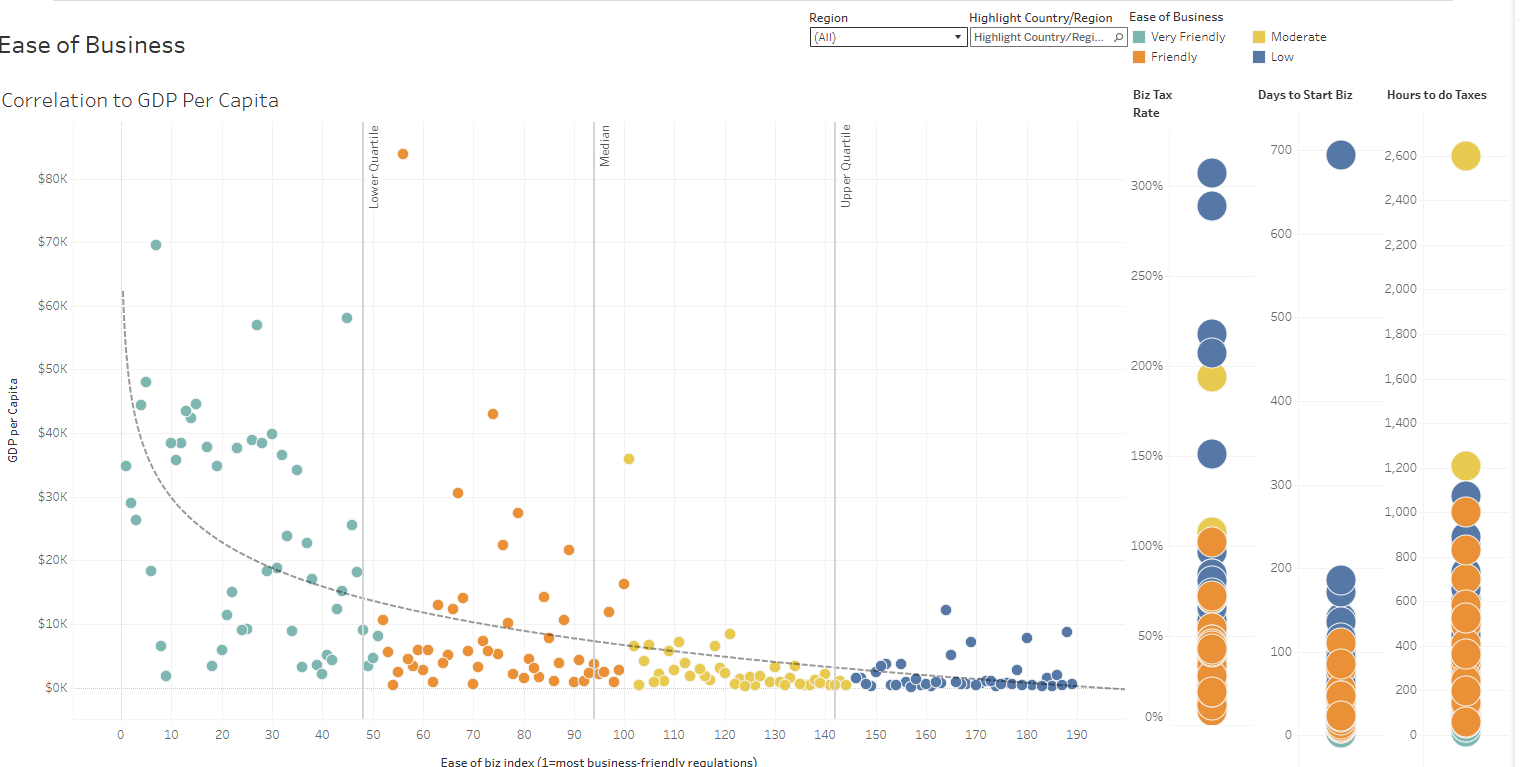 Region
Highlight Country/Region
Ease of Business
(All)
Highlight Country/Regi...
Very Friendly
Moderate
Friendly
Low
Ease of Business
Correlation to GDP Per Capita
Biz Tax
Rate
Days to Start Biz
Hours to do Taxes
Lower Quartile
Median
Upper Quartile
GDP per Capita
$80K
$70K
$60K
$50K
$40K
$30K
$20K
$10K
$0K
0 10 20 30 40 50 60 70 80 90 100 110 120 130 140 150 160 170 180 190
Ease of biz index (1=most business-friendly regulations)
300%
250%
200%
150%
100%
50%
0%
700
600
500
400
300
200
100
0
2,600
2,400
2,200
2,000
1,800
1,600
1,400
1,200
1,000
800
600
400
200
0